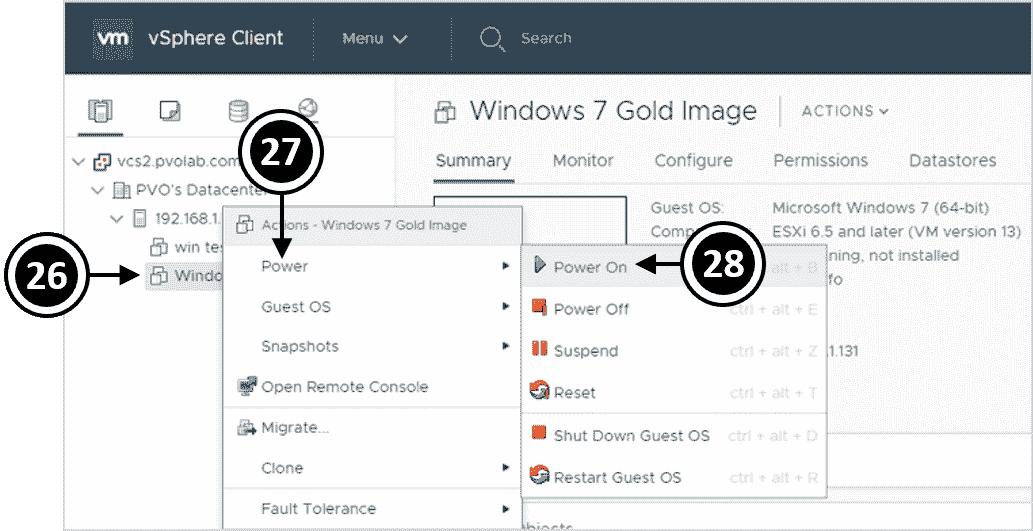 vm vSphere Client Menu Search
Windows 7 Gold Image ACTIONS
Summary Monitor Configure Permissions Datastores
vcs2.pvolab.com
PVO's Datacenter
192.168.1.
win tes
Windo
26
27
28
Actions - Windows 7 Gold Image
Power
Guest OS
Snapshots
Open Remote Console
Migrate...
Clone
Fault Tolerance
Power On alt + B
Power Off ctrl + alt + E
Suspend ctrl + alt + Z
Reset ctrl + alt + T
Shut Down Guest OS ctrl + alt + D
Restart Guest OS ctrl + alt + R
Guest OS: Microsoft Windows 7 (64-bit)
Comp ESXi 6.5 and later (VM version 13)
ning, not installed
fo
.1.131